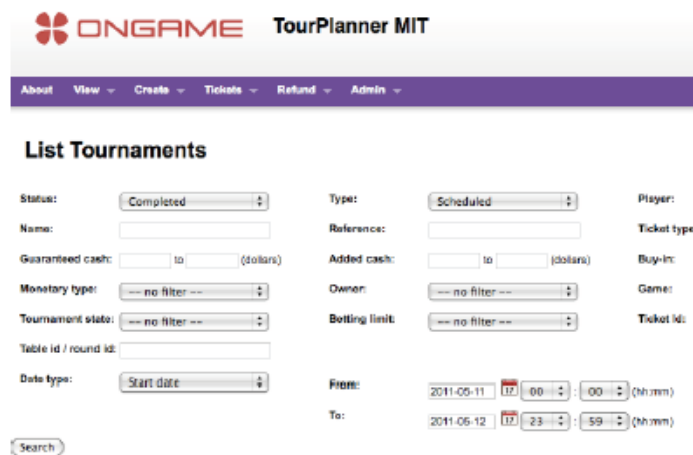 ONGAME TourPlanner MIT
About View Create Tickets Refund Admin
List Tournaments
Status: Completed Type: Scheduled Player:
Name: Reference: Ticket type
Guaranteed cash: to (dollars) Added cash: to (dollars) Buy-in:
Monetary type: -- no filter -- Owner: -- no filter -- Game:
Tournament state: -- no filter -- Betting limit: -- no filter -- Ticket id:
Table id / round id:
Date type: Start date From: 2011-05-11 17 00 : 00 (hh:mm)
To: 2011-05-12 17 23 : 59 (hh:mm)
Search